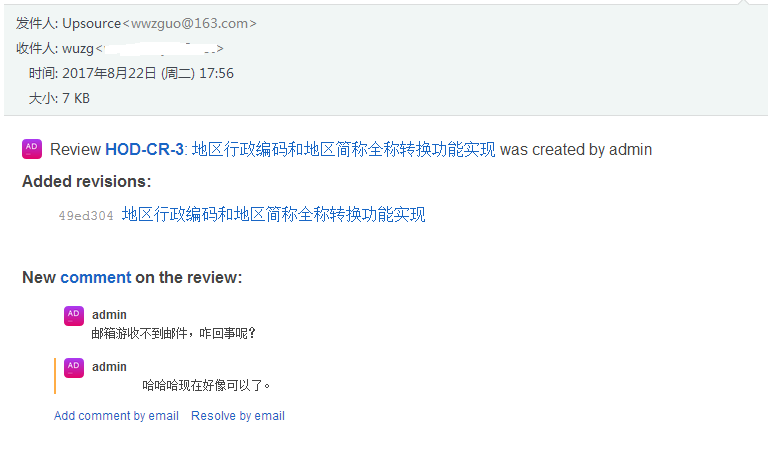 发件人: Upsource<wwzguo@163.com>
收件人: wuzg< >
时间: 2017年8月22日 (周二) 17:56
大小: 7 KB
AD Review HOD-CR-3: 地区行政编码和地区简称全称转换功能实现 was created by admin
Added revisions:
49ed304 地区行政编码和地区简称全称转换功能实现
New comment on the review:
AD admin
邮箱游收不到邮件，咋回事呢?
AD admin
哈哈哈现在好像可以了。
Add comment by email Resolve by email